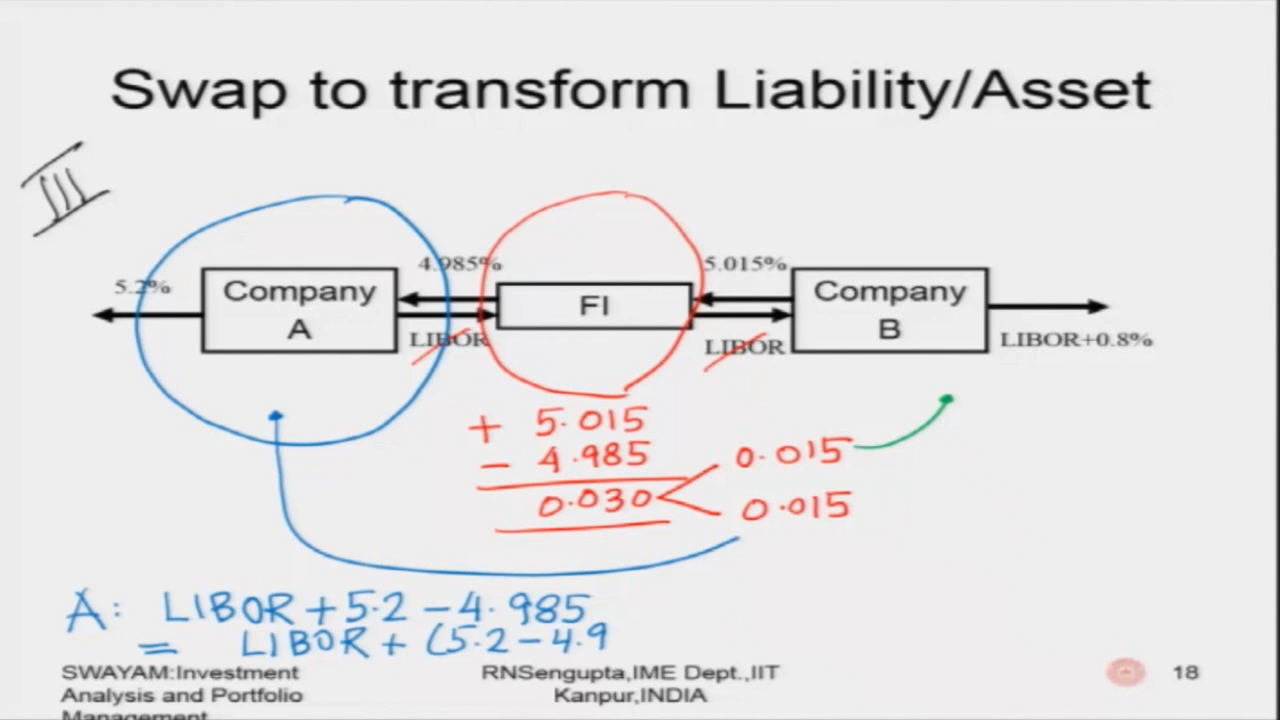 Swap to transform Liability/Asset
III
5.2%
Company
A
4.985%
LIBOR
FI
5.015%
LIBOR
Company
B
LIBOR+0.8%
+ 5.015
- 4.985
0.030
0.015
0.015
A: LIBOR + 5.2 - 4.985
= LIBOR + (5.2 - 4.9
SWAYAM:Investment
Analysis and Portfolio
Management
RNSengupta,IME Dept.,IIT
Kanpur,INDIA
18